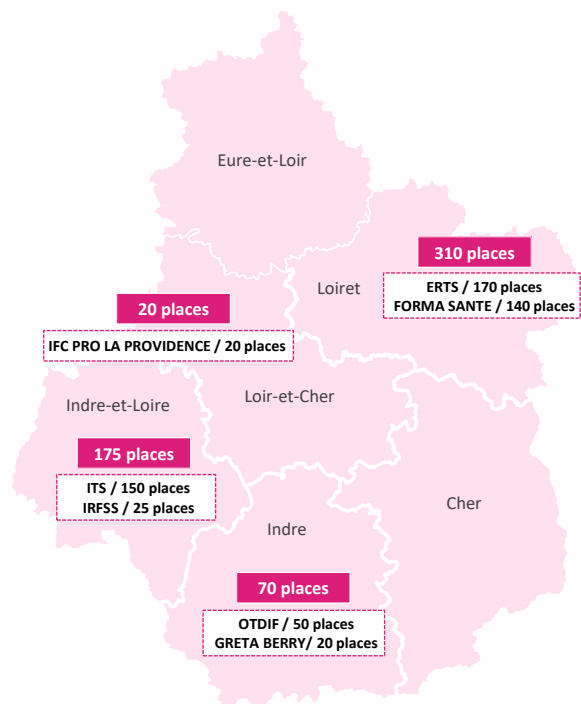 Eure-et-Loir
310 places
Loiret
ERTS / 170 places
FORMA SANTE / 140 places
20 places
IFC PRO LA PROVIDENCE / 20 places
Loir-et-Cher
Indre-et-Loire
175 places
ITS / 150 places
IRFSS / 25 places
Cher
Indre
70 places
OTDIF / 50 places
GRETA BERRY/ 20 places